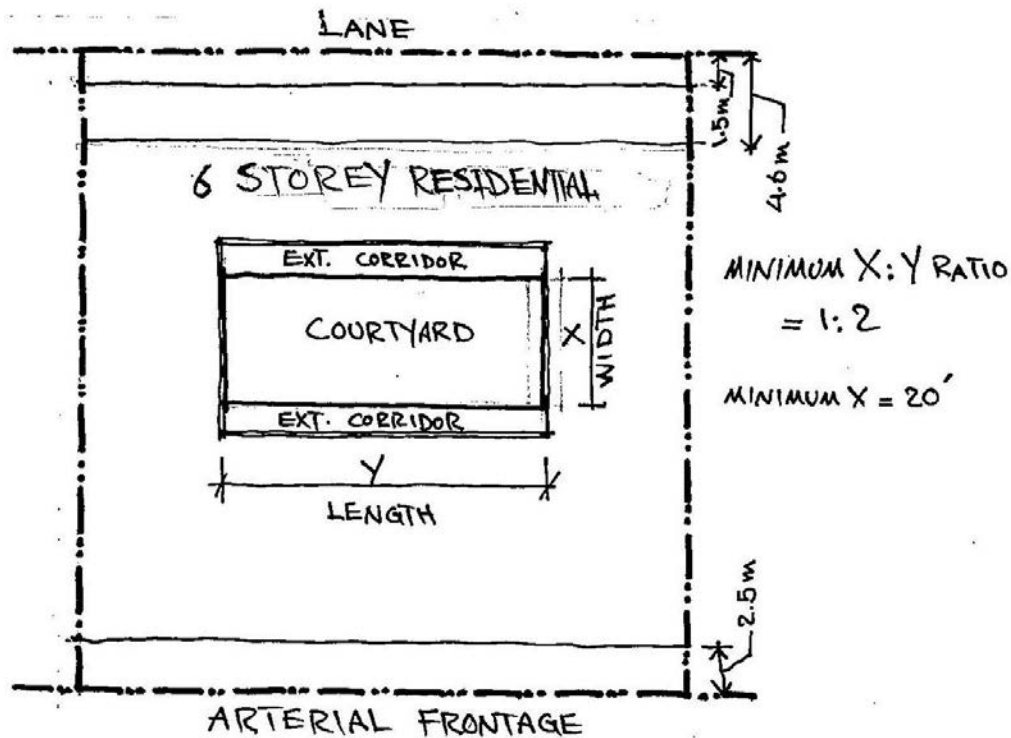 LANE
1.5m
4.6m
6 STOREY RESIDENTIAL
EXT. CORRIDOR
COURTYARD
X
WIDTH
EXT. CORRIDOR
Y
LENGTH
MINIMUM X:Y RATIO
= 1:2
MINIMUM X = 20'
2.5m
ARTERIAL FRONTAGE